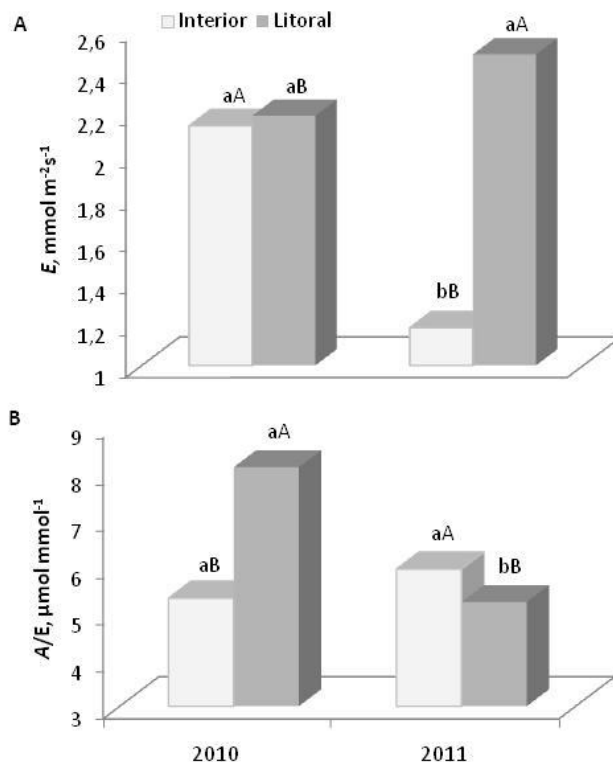 A
Interior Litoral
2,6
2,4
2,2
2
1,8
1,6
1,4
1,2
1
E, mmol m⁻²s⁻¹
aA
aB
bB
aA
B
9
8
7
6
5
4
3
A/E, µmol mmol⁻¹
aB
aA
aA
bB
2010 2011